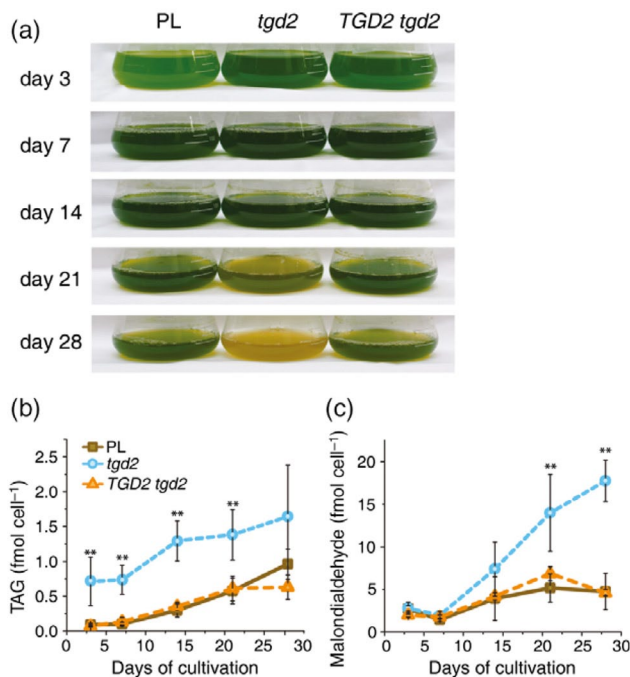 (a)
PL tgd2 TGD2 tgd2
day 3
day 7
day 14
day 21
day 28
(b)
PL
tgd2
TGD2 tgd2
TAG (fmol cell⁻¹)
2.5
2.0
1.5
1.0
0.5
0.0
** ** ** **
0 5 10 15 20 25 30
Days of cultivation
(c)
Malondialdehyde (fmol cell⁻¹)
20
15
10
5
0
** **
0 5 10 15 20 25 30
Days of cultivation